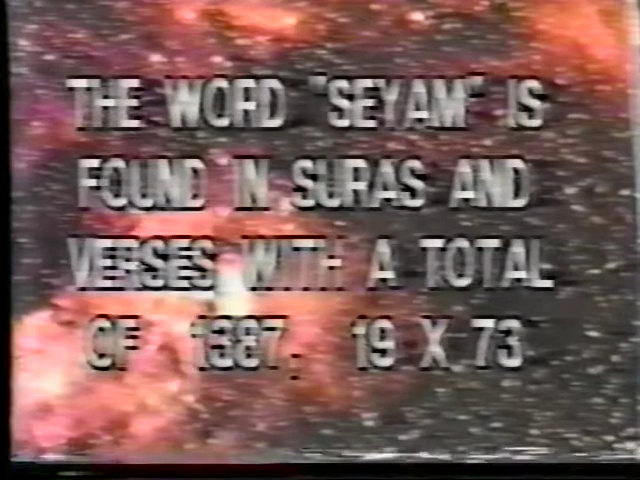 THE WORD "SEYAM" IS
FOUND IN SURAS AND
VERSES WITH A TOTAL
OF 1387, 19 X 73